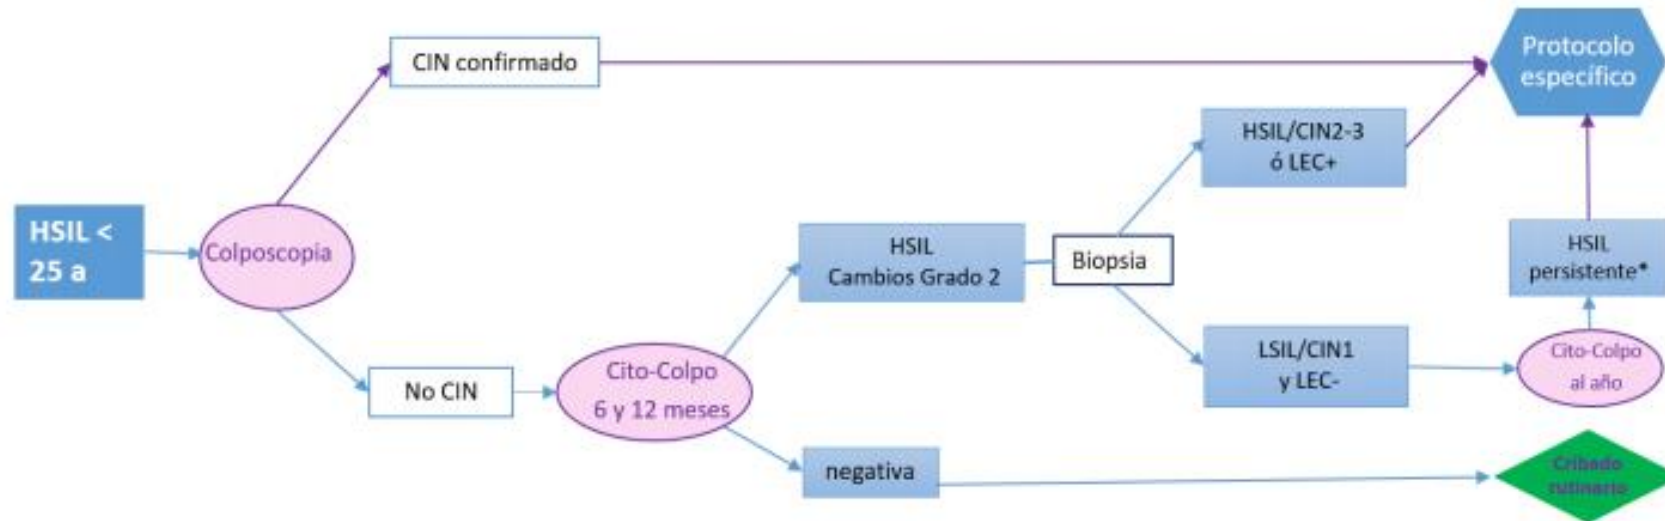 CIN confirmado
Protocolo
específico
HSIL/CIN2-3
ó LEC+
HSIL <
25 a
Colposcopia
HSIL
Cambios Grado 2
Biopsia
HSIL
persistente*
No CIN
Cito-Colpo
6 y 12 meses
LSIL/CIN1
y LEC-
Cito-Colpo
al año
negativa
Cribado
rutinario